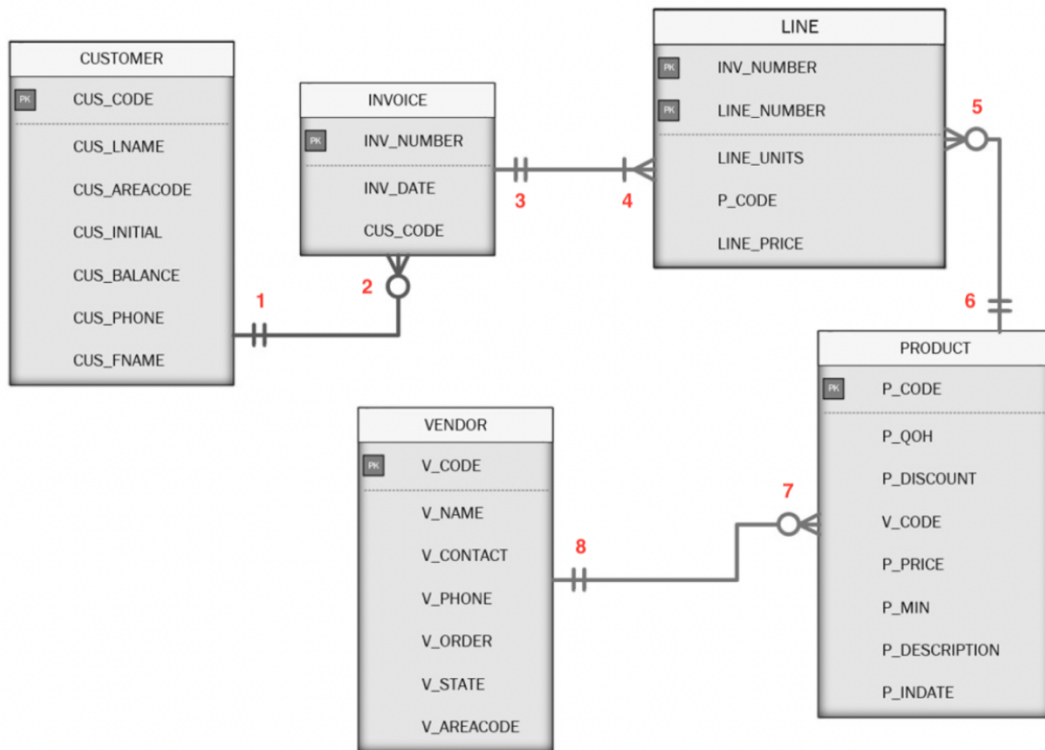 CUSTOMER
PK CUS_CODE
CUS_LNAME
CUS_AREACODE
CUS_INITIAL
CUS_BALANCE
CUS_PHONE
CUS_FNAME
1
INVOICE
PK INV_NUMBER
INV_DATE
CUS_CODE
2
3
4
LINE
PK INV_NUMBER
PK LINE_NUMBER
LINE_UNITS
P_CODE
LINE_PRICE
5
6
PRODUCT
PK P_CODE
P_QOH
P_DISCOUNT
V_CODE
P_PRICE
P_MIN
P_DESCRIPTION
P_INDATE
7
8
VENDOR
PK V_CODE
V_NAME
V_CONTACT
V_PHONE
V_ORDER
V_STATE
V_AREACODE